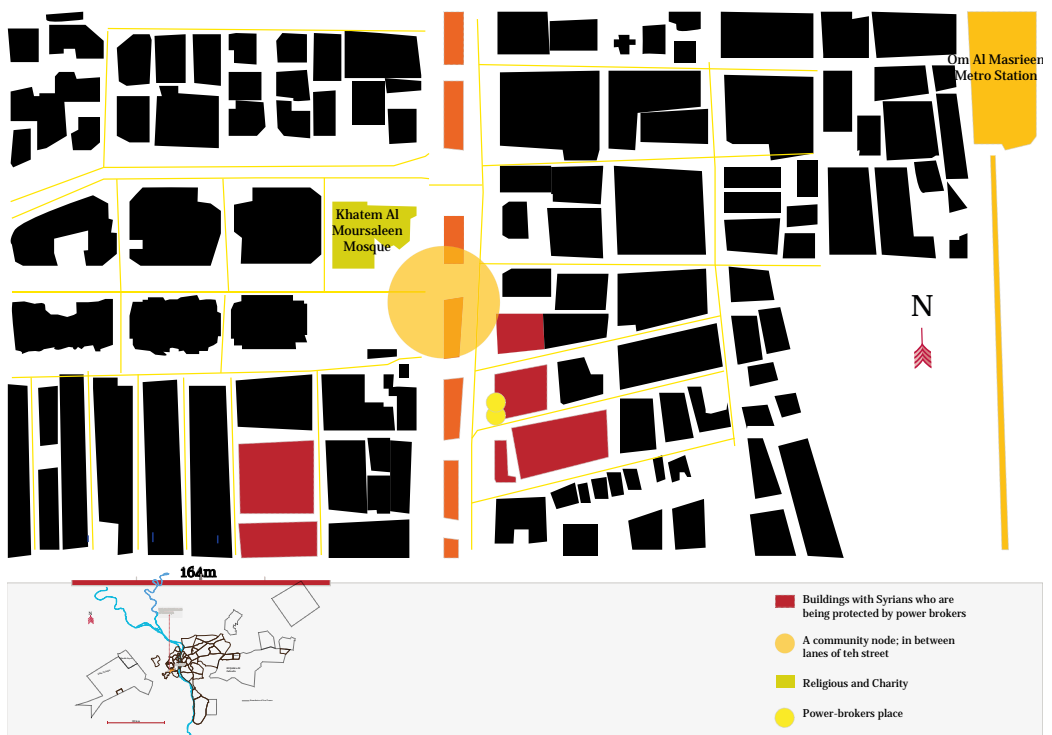 Om Al Masrieen
Metro Station
Khatem Al
Moursaleen
Mosque
N
164m
N
Buildings with Syrians who are
being protected by power brokers
A community node; in between
lanes of teh street
Religious and Charity
Power-brokers place